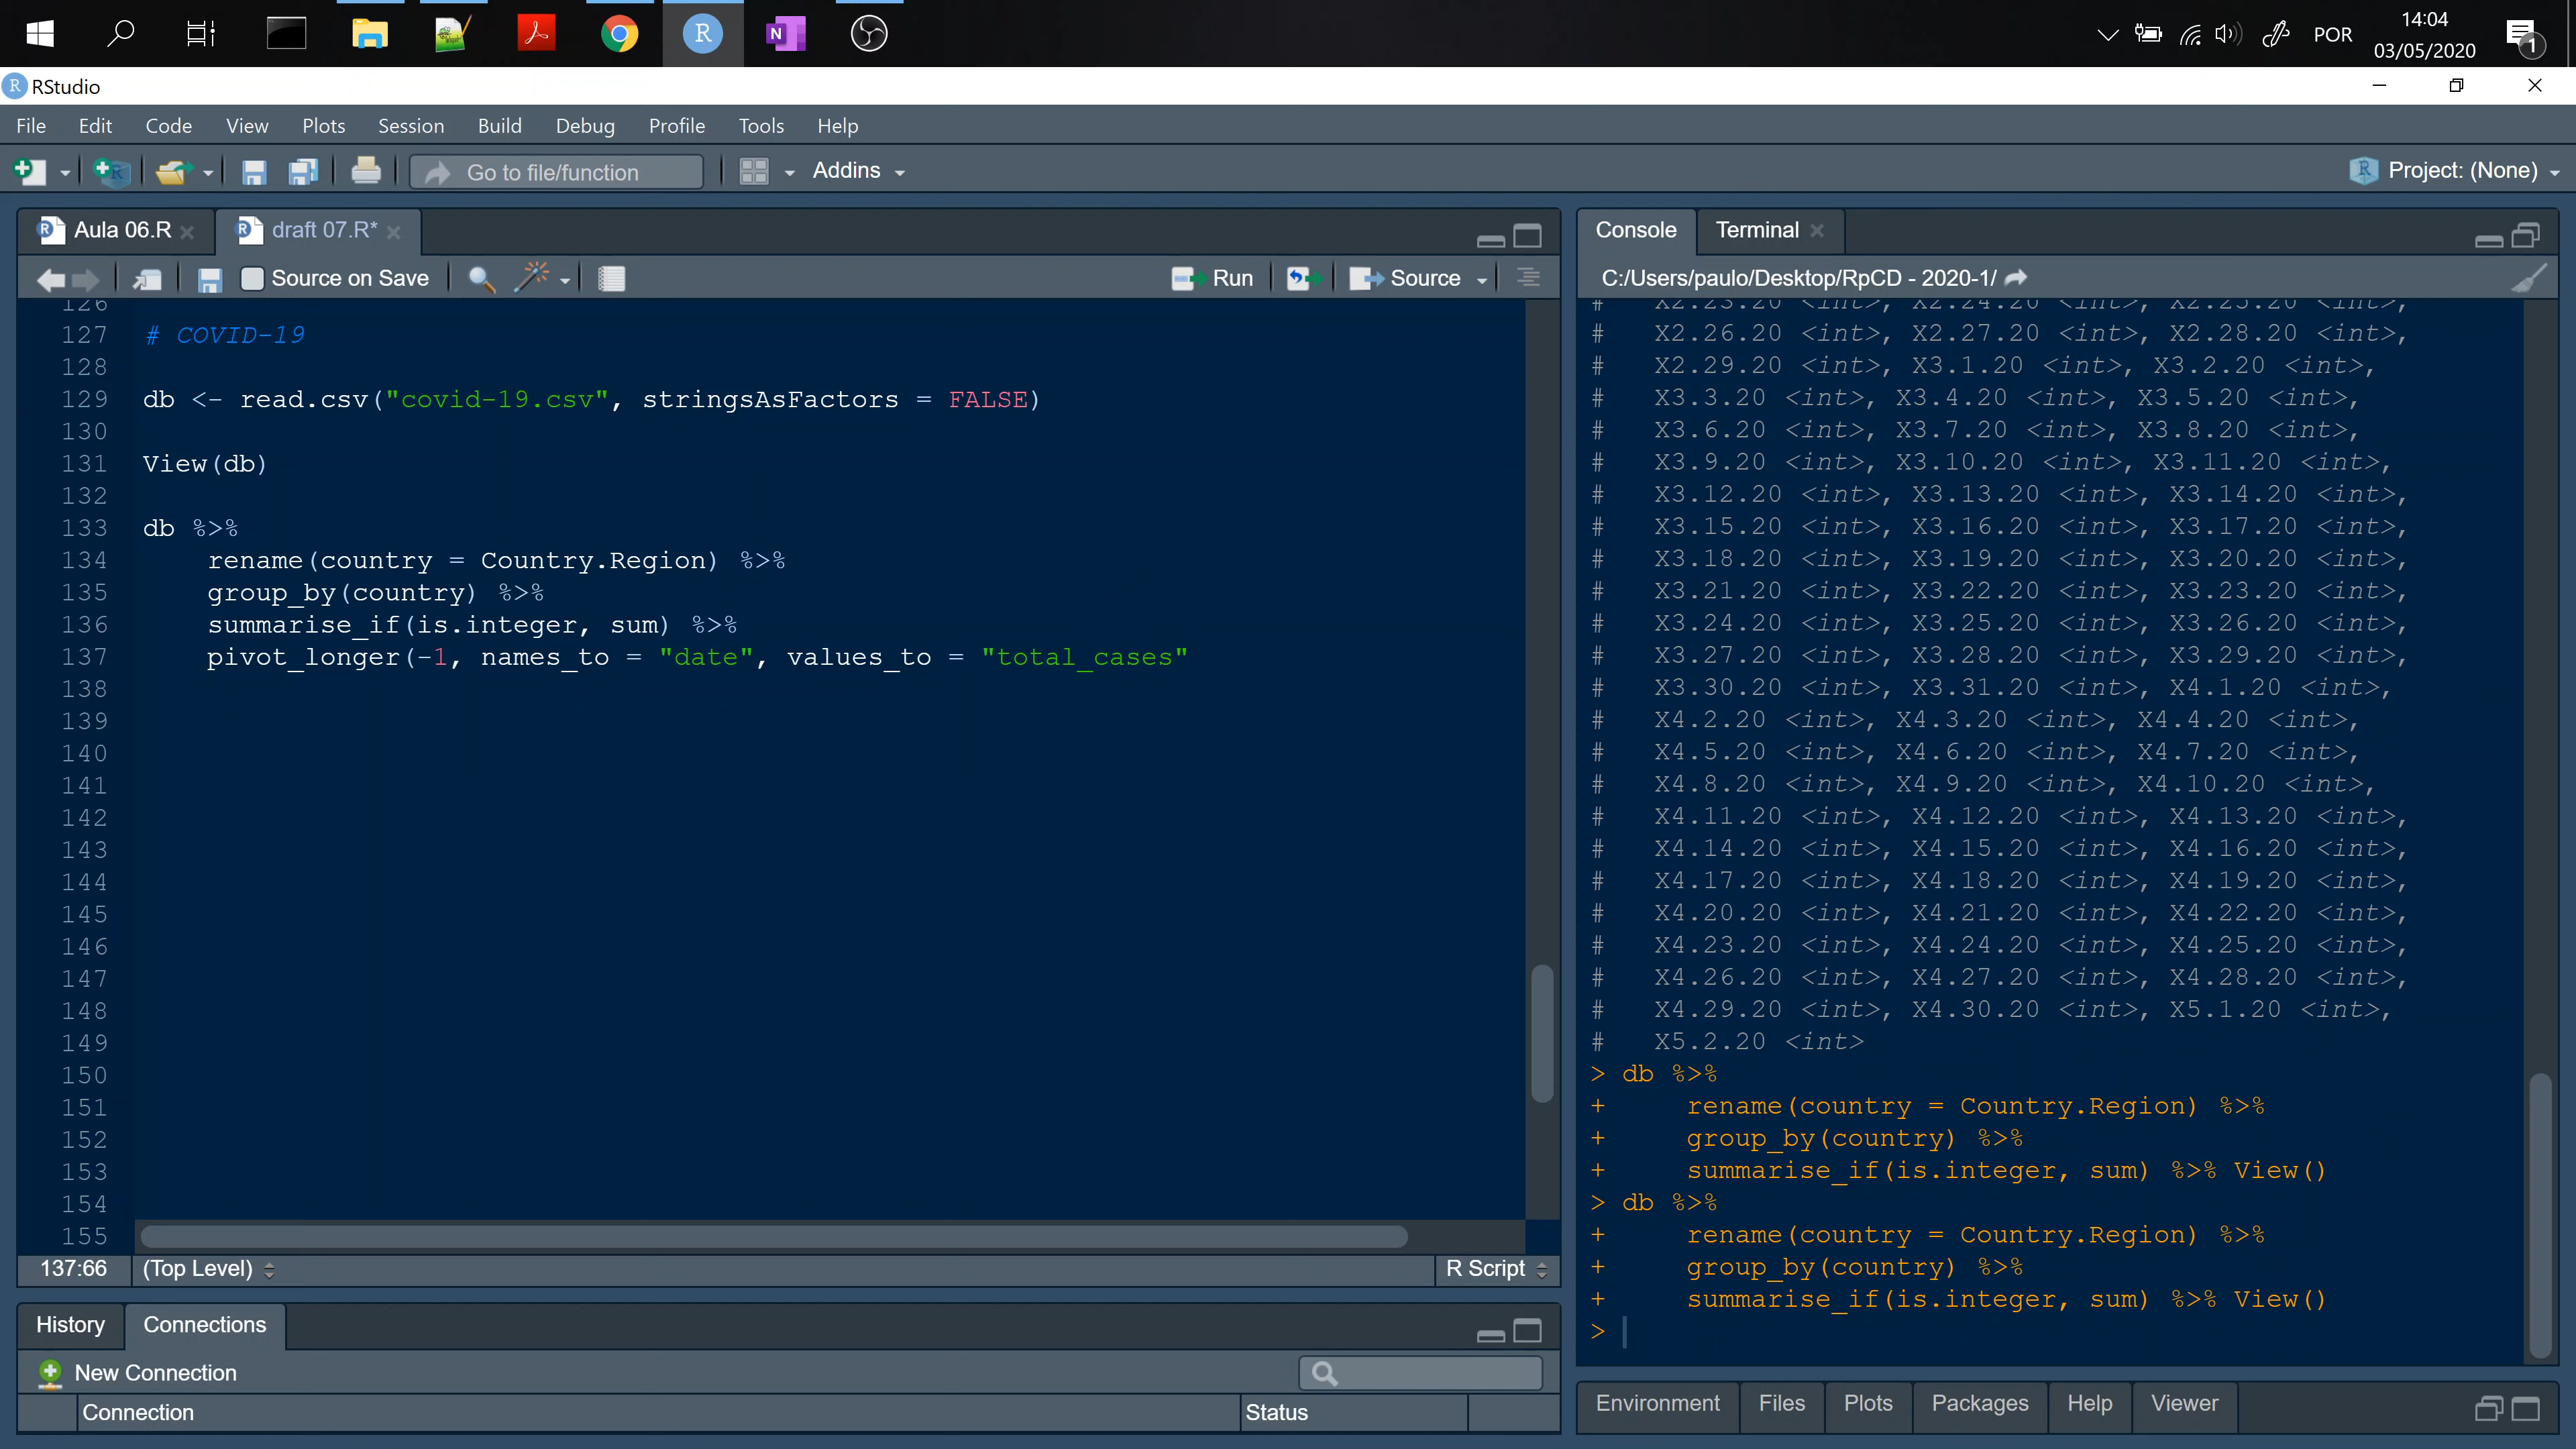 POR
14:04
03/05/2020
1
RStudio
File Edit Code View Plots Session Build Debug Profile Tools Help
Go to file/function Addins Project: (None)
Aula 06.R draft 07.R*
Source on Save Run Source
126
127 # COVID-19
128
129 db <- read.csv("covid-19.csv", stringsAsFactors = FALSE)
130
131 View(db)
132
133 db %>%
134 rename(country = Country.Region) %>%
135 group_by(country) %>%
136 summarise_if(is.integer, sum) %>%
137 pivot_longer(-1, names_to = "date", values_to = "total_cases"
138
139
140
141
142
143
144
145
146
147
148
149
150
151
152
153
154
155
137:66 (Top Level) R Script
History Connections
New Connection
Connection Status
Console Terminal
C:/Users/paulo/Desktop/RpCD - 2020-1/
# X2.23.20 <int>, X2.24.20 <int>, X2.25.20 <int>,
# X2.26.20 <int>, X2.27.20 <int>, X2.28.20 <int>,
# X2.29.20 <int>, X3.1.20 <int>, X3.2.20 <int>,
# X3.3.20 <int>, X3.4.20 <int>, X3.5.20 <int>,
# X3.6.20 <int>, X3.7.20 <int>, X3.8.20 <int>,
# X3.9.20 <int>, X3.10.20 <int>, X3.11.20 <int>,
# X3.12.20 <int>, X3.13.20 <int>, X3.14.20 <int>,
# X3.15.20 <int>, X3.16.20 <int>, X3.17.20 <int>,
# X3.18.20 <int>, X3.19.20 <int>, X3.20.20 <int>,
# X3.21.20 <int>, X3.22.20 <int>, X3.23.20 <int>,
# X3.24.20 <int>, X3.25.20 <int>, X3.26.20 <int>,
# X3.27.20 <int>, X3.28.20 <int>, X3.29.20 <int>,
# X3.30.20 <int>, X3.31.20 <int>, X4.1.20 <int>,
# X4.2.20 <int>, X4.3.20 <int>, X4.4.20 <int>,
# X4.5.20 <int>, X4.6.20 <int>, X4.7.20 <int>,
# X4.8.20 <int>, X4.9.20 <int>, X4.10.20 <int>,
# X4.11.20 <int>, X4.12.20 <int>, X4.13.20 <int>,
# X4.14.20 <int>, X4.15.20 <int>, X4.16.20 <int>,
# X4.17.20 <int>, X4.18.20 <int>, X4.19.20 <int>,
# X4.20.20 <int>, X4.21.20 <int>, X4.22.20 <int>,
# X4.23.20 <int>, X4.24.20 <int>, X4.25.20 <int>,
# X4.26.20 <int>, X4.27.20 <int>, X4.28.20 <int>,
# X4.29.20 <int>, X4.30.20 <int>, X5.1.20 <int>,
# X5.2.20 <int>
> db %>%
+ rename(country = Country.Region) %>%
+ group_by(country) %>%
+ summarise_if(is.integer, sum) %>% View()
> db %>%
+ rename(country = Country.Region) %>%
+ group_by(country) %>%
+ summarise_if(is.integer, sum) %>% View()
>
Environment Files Plots Packages Help Viewer